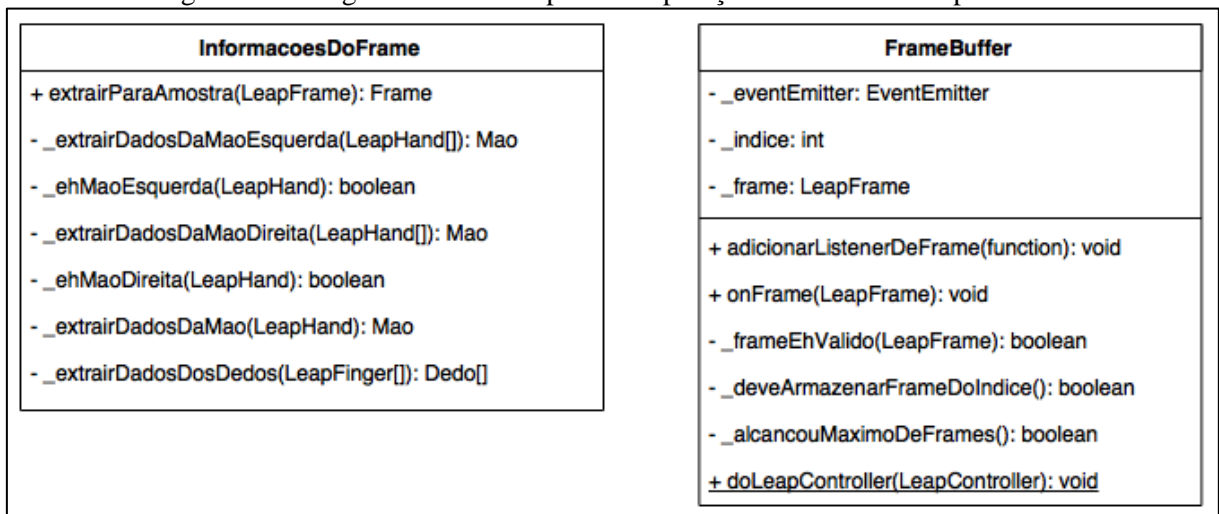 InformacoesDoFrame
+ extrairParaAmostra(LeapFrame): Frame
- _extrairDadosDaMaoEsquerda(LeapHand[]): Mao
- _ehMaoEsquerda(LeapHand): boolean
- _extrairDadosDaMaoDireita(LeapHand[]): Mao
- _ehMaoDireita(LeapHand): boolean
- _extrairDadosDaMao(LeapHand): Mao
- _extrairDadosDosDedos(LeapFinger[]): Dedo[]
FrameBuffer
- _eventEmitter: EventEmitter
- _indice: int
- _frame: LeapFrame
+ adicionarListenerDeFrame(function): void
+ onFrame(LeapFrame): void
- _frameEhValido(LeapFrame): boolean
- _deveArmazenarFrameDoIndice(): boolean
- _alcancouMaximoDeFrames(): boolean
+ doLeapController(LeapController): void